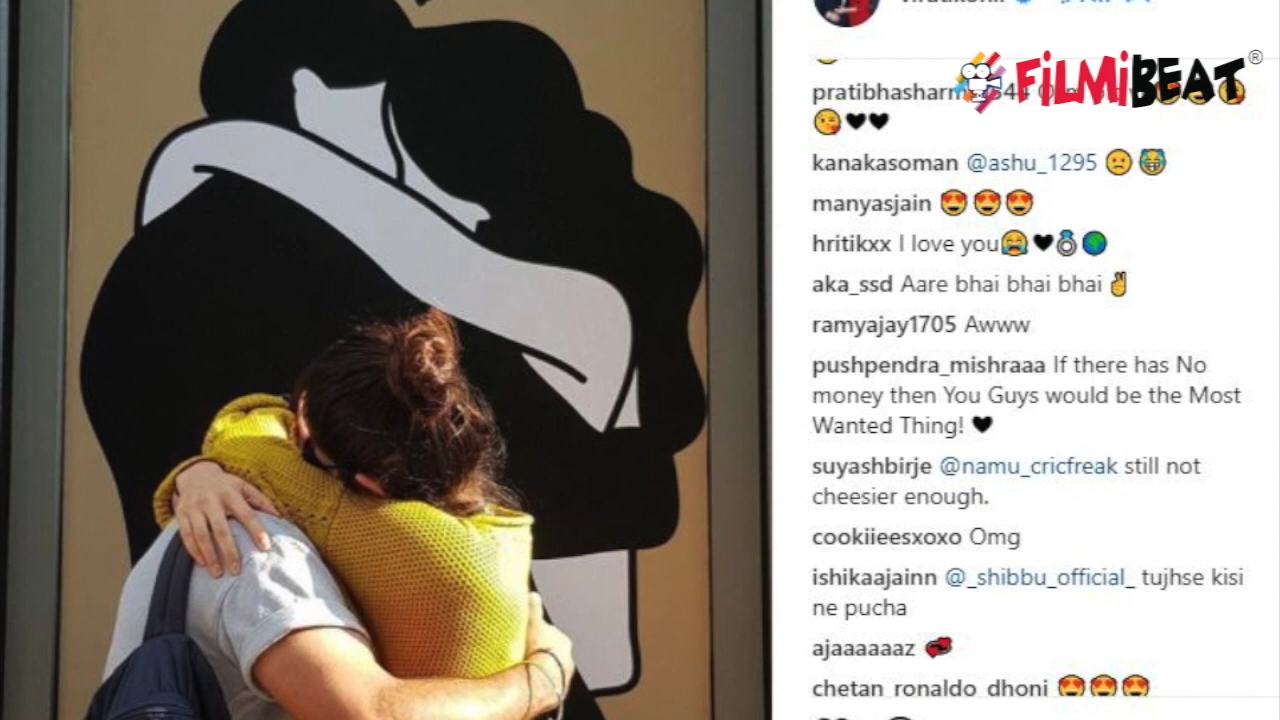 FILMIBEAT®
kanakasoman @ashu_1295 🙁 😹
manyasjain 😍 😍 😍
hritikxx I love you😂 🖤💍🌍
aka_ssd Aare bhai bhai bhai ✌
ramyajay1705 Awww
pushpendra_mishraaa If there has No
money then You Guys would be the Most
Wanted Thing! 🖤
suyashbirje @namu_cricfreak still not
cheesier enough.
cookiieesxoxo Omg
ishikaajainn @_shibbu_official_ tujhse kisi
ne pucha
ajaaaaaaz 💞
chetan_ronaldo_dhoni 😍 😍 😍